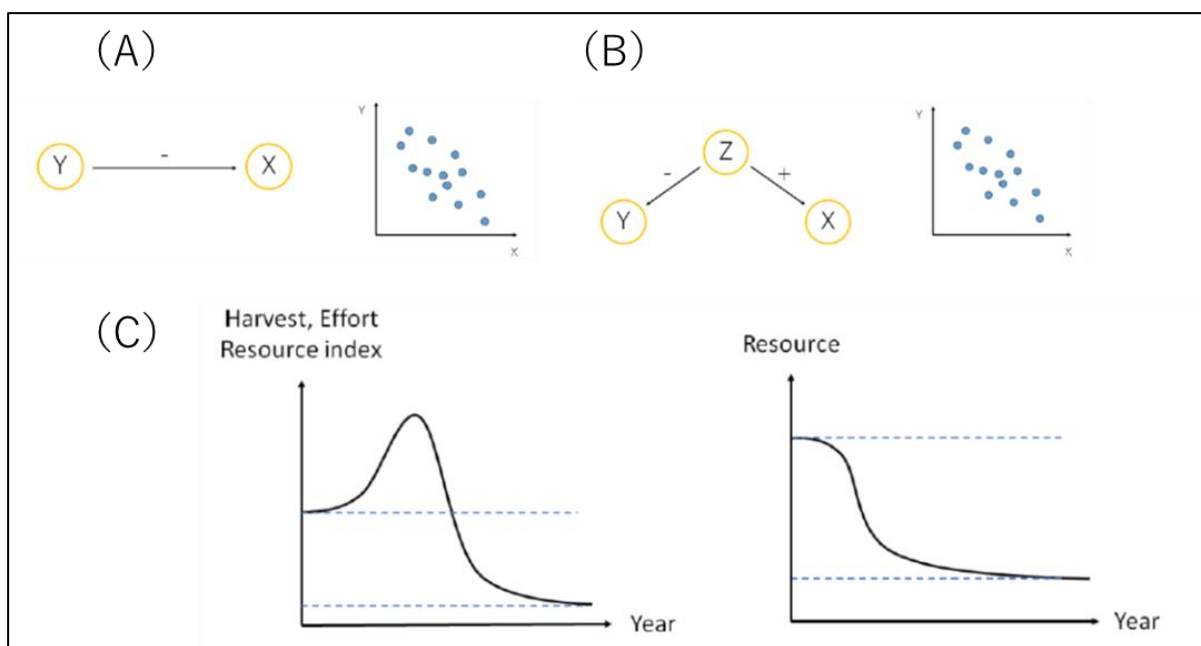 (A)
Y
-
X
Y
X
(B)
Z
-
+
Y
X
Y
X
(C)
Harvest, Effort
Resource index
Year
Resource
Year